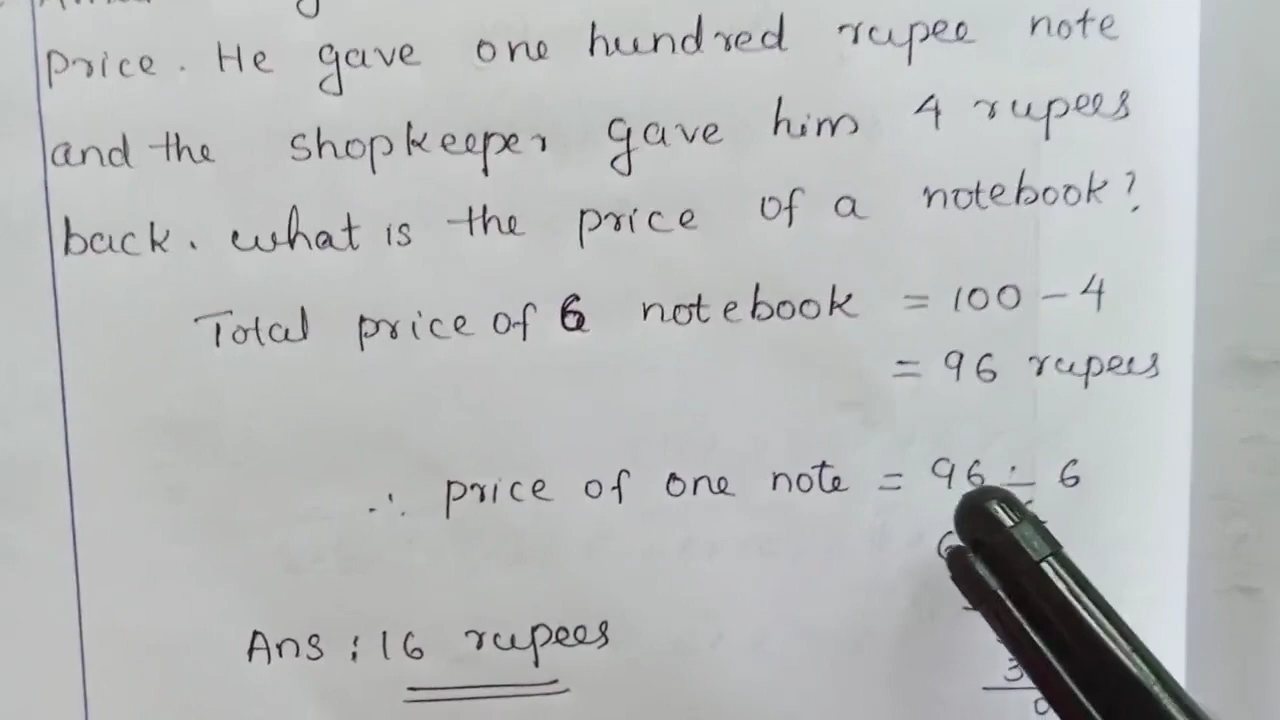 price. He gave one hundred rupee note
and the shopkeeper gave him 4 rupees
back. what is the price of a notebook?
Total price of 6 notebook = 100 - 4
= 96 rupees
∴ price of one note = 96 ÷ 6
Ans : 16 rupees
3
0